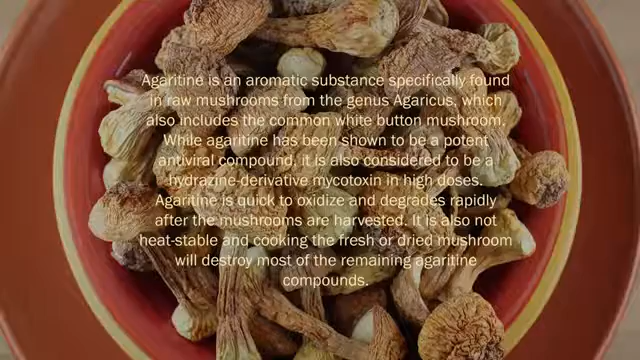 Agaritine is an aromatic substance specifically found
in raw mushrooms from the genus Agaricus, which
also includes the common white button mushroom.
While agaritine has been shown to be a potent
antiviral compound, it is also considered to be a
hydrazine-derivative mycotoxin in high doses.
Agaritine is quick to oxidize and degrades rapidly
after the mushrooms are harvested. It is also not
heat-stable and cooking the fresh or dried mushroom
will destroy most of the remaining agaritine
compounds.